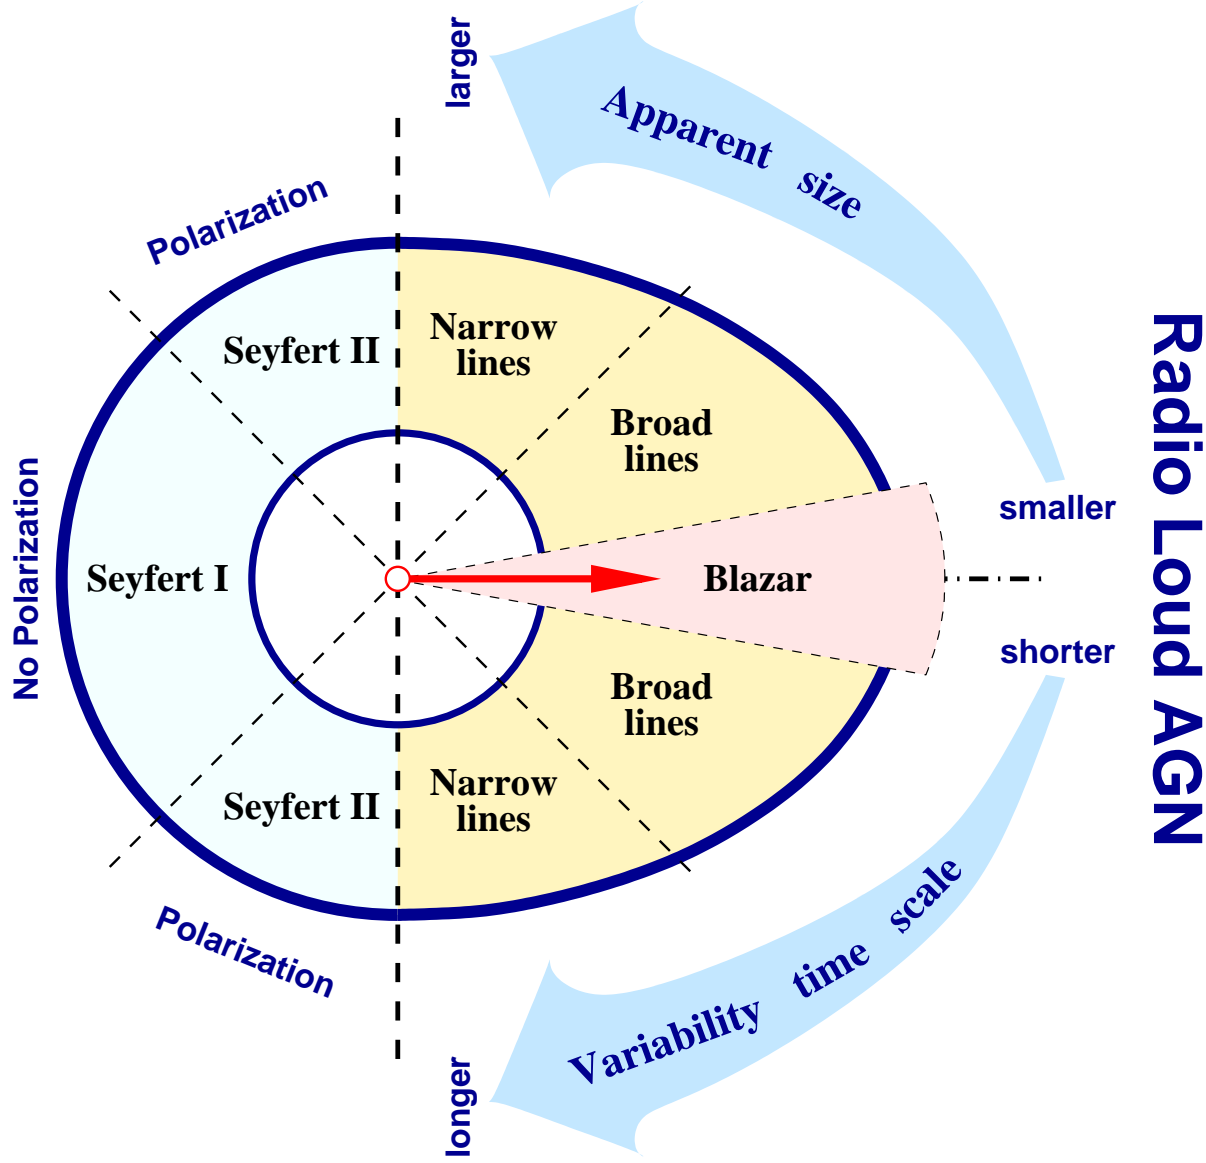 larger
Apparent size
Polarization
Seyfert II
Narrow
lines
Broad
lines
smaller
Radio Loud AGN
No Polarization
Seyfert I
Blazar
shorter
Broad
lines
Seyfert II
Narrow
lines
Polarization
Variability time scale
longer